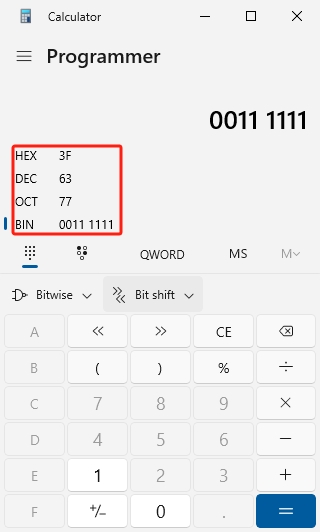 Calculator
Programmer
0011 1111
HEX 3F
DEC 63
OCT 77
BIN 0011 1111
QWORD MS M
Bitwise Bit shift
A << >> CE
B ( ) % ÷
C 7 8 9 ×
D 4 5 6 −
E 1 2 3 +
F +/− 0 . =